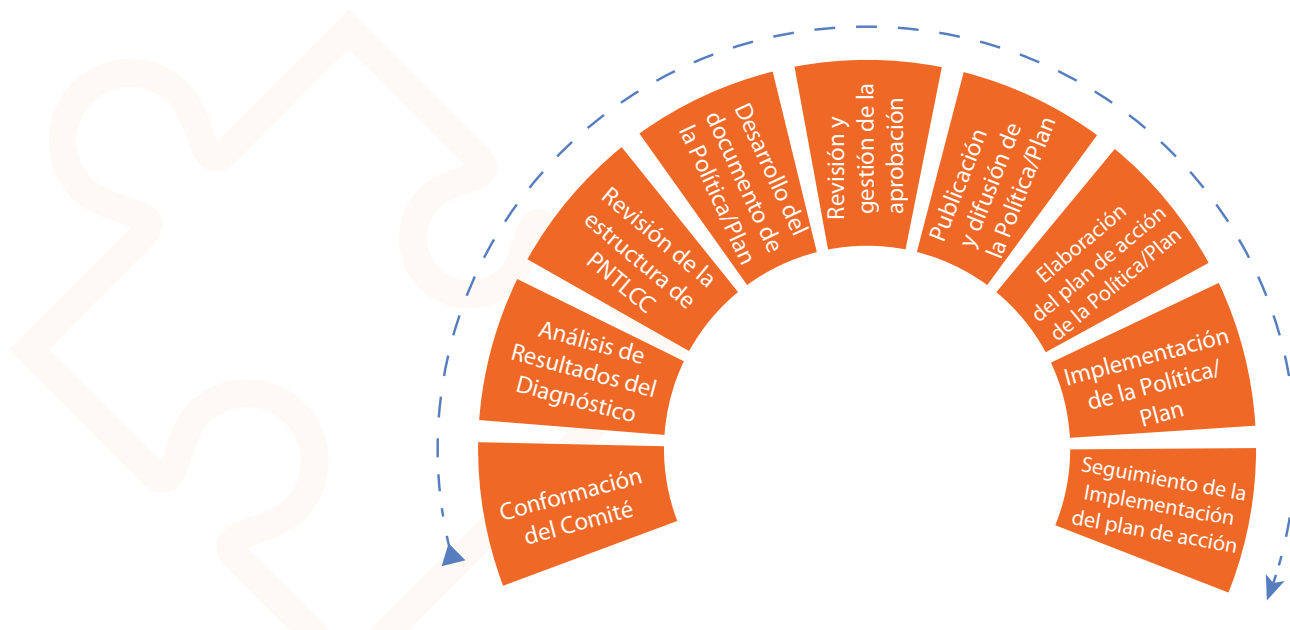 Conformación
del Comité
Análisis de
Resultados del
Diagnóstico
Revisión de la
estructura de
PNTLCC
Desarrollo del
documento de
la Política/Plan
Revisión y
gestión de la
aprobación
Publicación
y difusión de
la Política/Plan
Elaboración
del plan de acción
de la Política/Plan
Implementación
de la Política/
Plan
Seguimiento de la
Implementación
del plan de acción